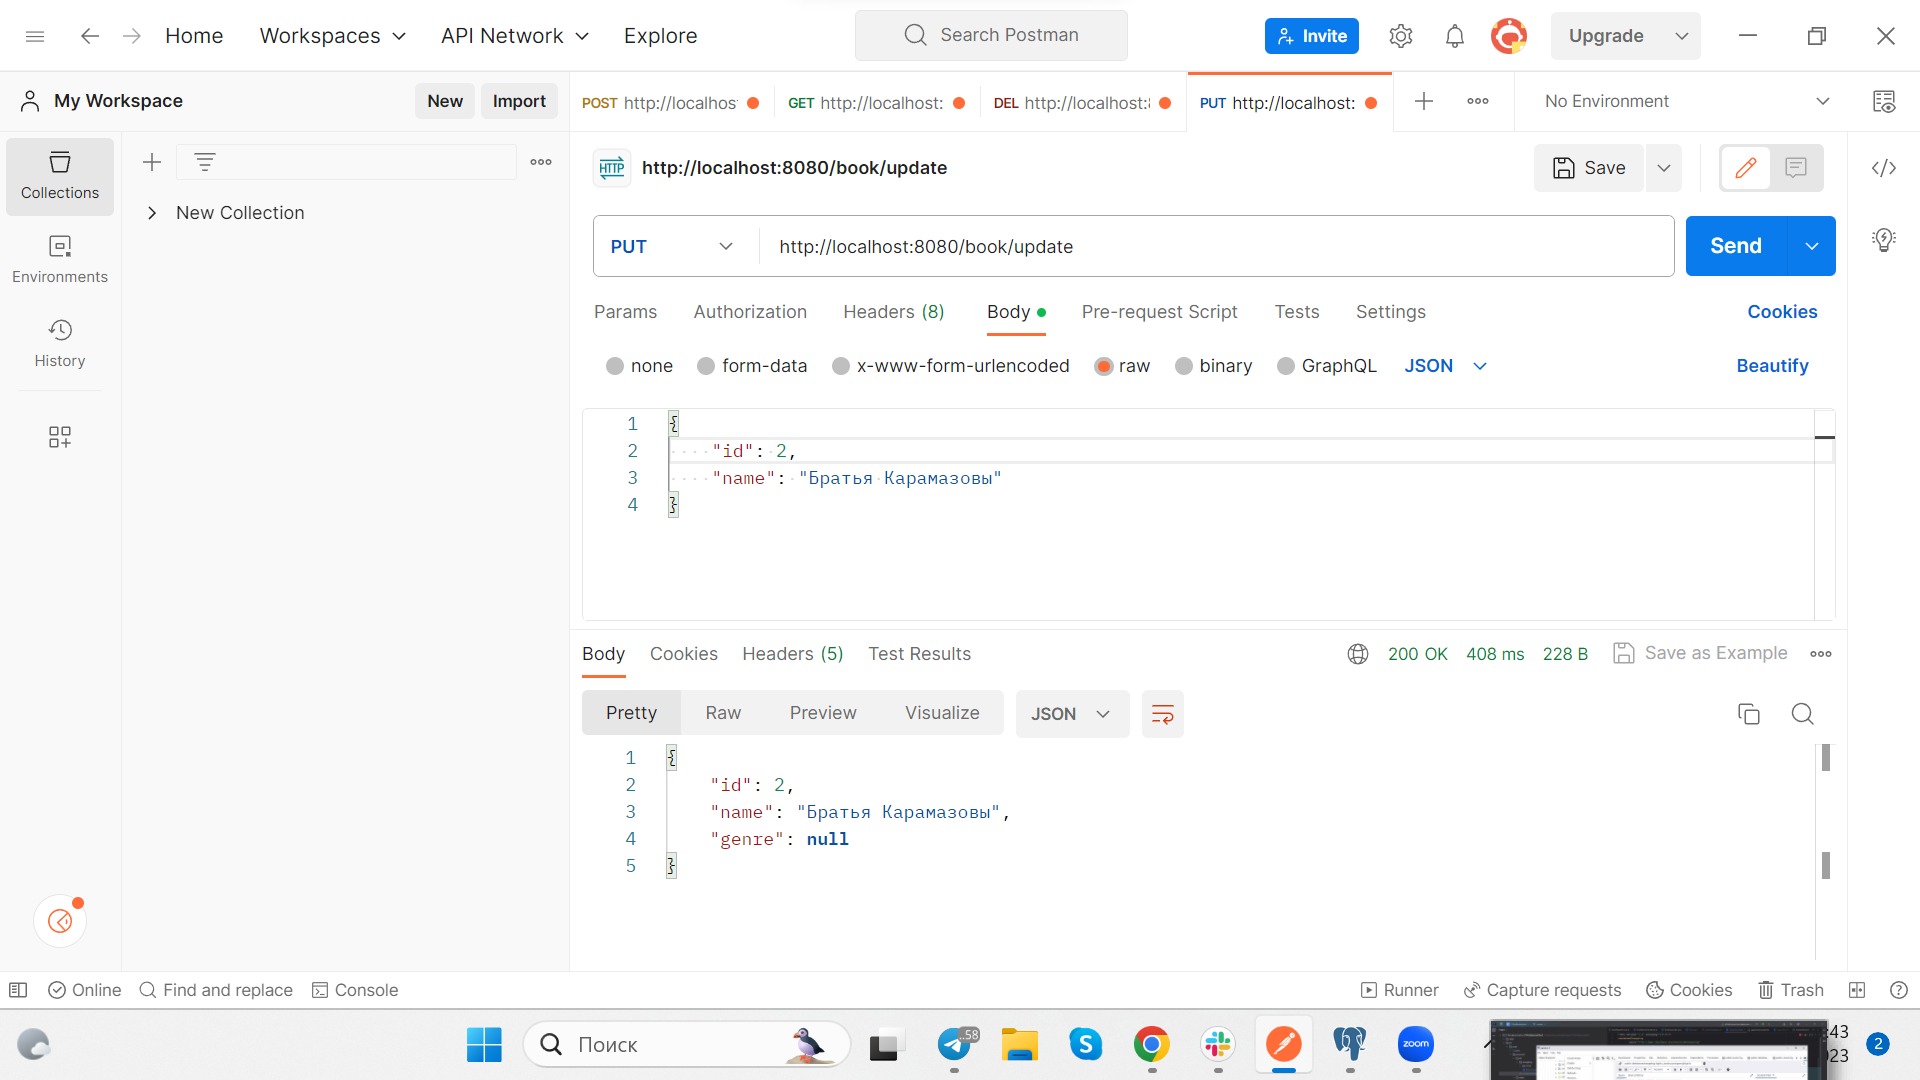 Home Workspaces API Network Explore Search Postman Invite Upgrade
My Workspace New Import POST http://localhos GET http://localhost: DEL http://localhost: PUT http://localhost: No Environment
Collections
New Collection
Environments
History
HTTP http://localhost:8080/book/update Save
PUT http://localhost:8080/book/update Send
Params Authorization Headers (8) Body Pre-request Script Tests Settings Cookies
none form-data x-www-form-urlencoded raw binary GraphQL JSON Beautify
1 {
2 "id": 2,
3 "name": "Братья Карамазовы"
4 }
Body Cookies Headers (5) Test Results 200 OK 408 ms 228 B Save as Example
Pretty Raw Preview Visualize JSON
1 {
2 "id": 2,
3 "name": "Братья Карамазовы",
4 "genre": null
5 }
Online Find and replace Console Runner Capture requests Cookies Trash
Поиск 58 zoom :43 2
23